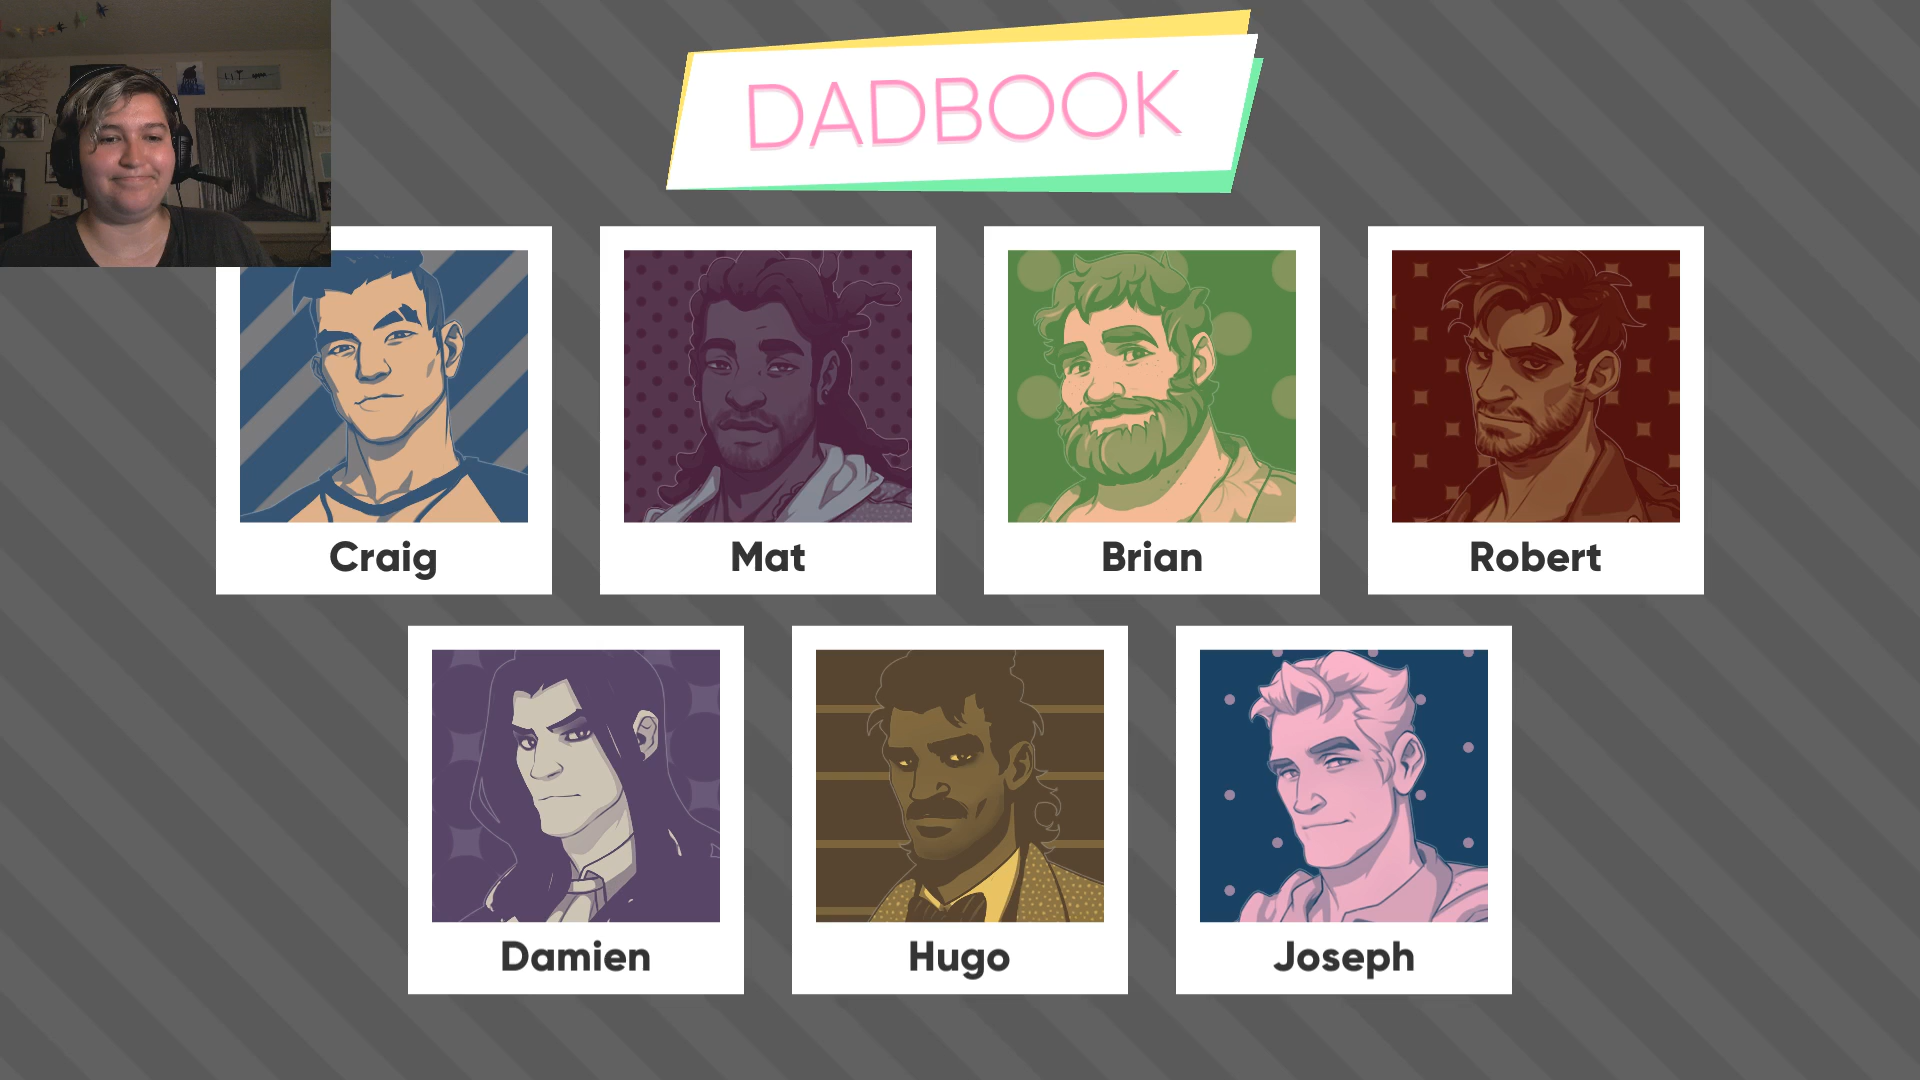 DADBOOK
Craig
Mat
Brian
Robert
Damien
Hugo
Joseph